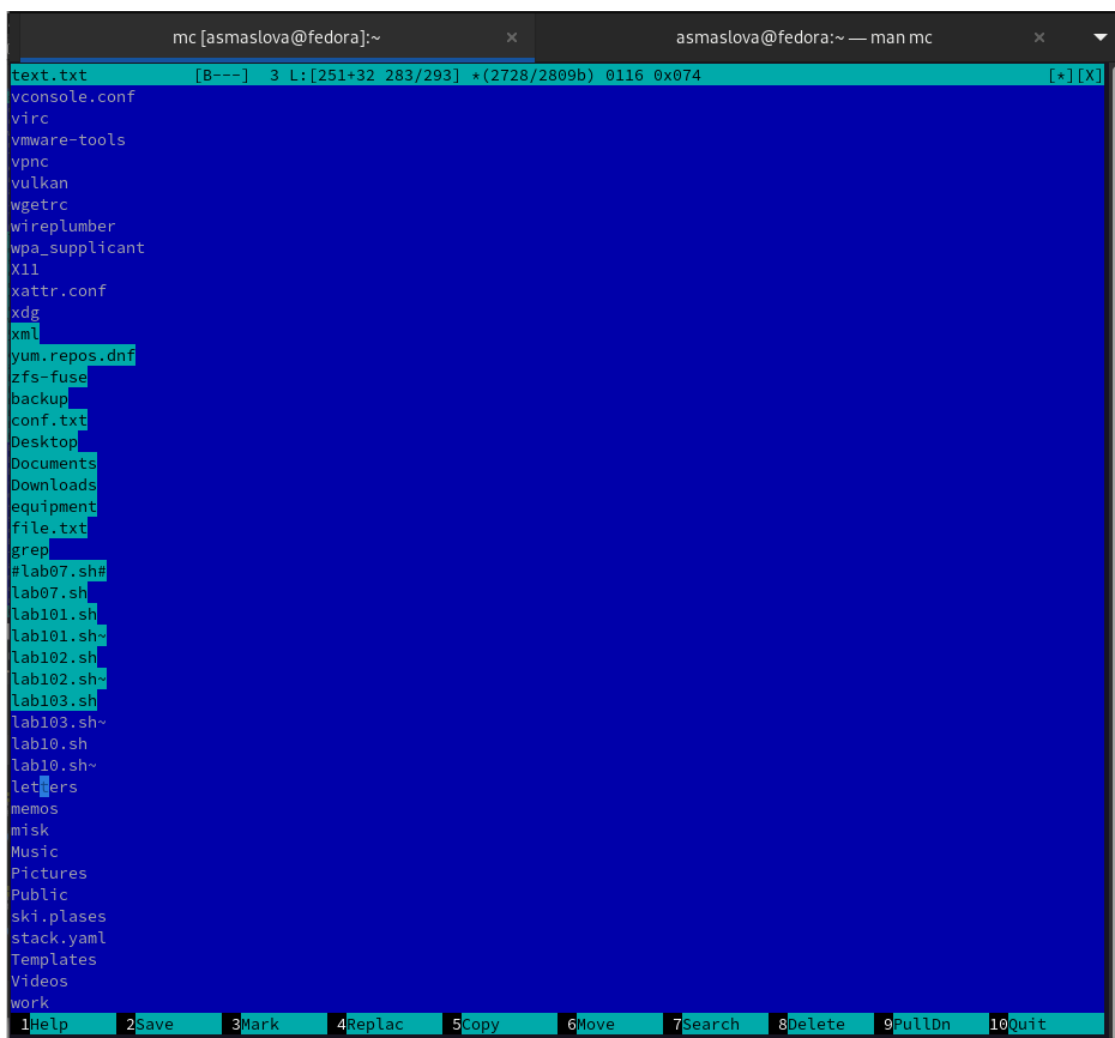 mc [asmaslova@fedora]:~ × asmaslova@fedora:~ — man mc ×
text.txt [B---] 3 L:[251+32 283/293] *(2728/2809b) 0116 0x074 [*][X]
vconsole.conf
virc
vmware-tools
vpnc
vulkan
wgetrc
wireplumber
wpa_supplicant
X11
xattr.conf
xdg
xml
yum.repos.dnf
zfs-fuse
backup
conf.txt
Desktop
Documents
Downloads
equipment
file.txt
grep
#lab07.sh#
lab07.sh
lab101.sh
lab101.sh~
lab102.sh
lab102.sh~
lab103.sh
lab103.sh~
lab10.sh
lab10.sh~
letters
memos
misk
Music
Pictures
Public
ski.plases
stack.yaml
Templates
Videos
work
1Help 2Save 3Mark 4Replac 5Copy 6Move 7Search 8Delete 9PullDn 10Quit